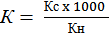 К = Кс х 1000 / Кн